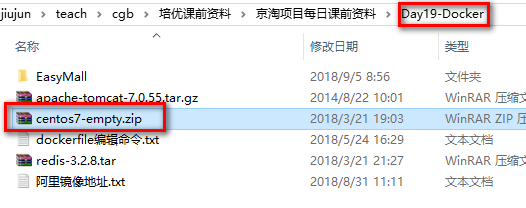 jiujun > teach > cgb > 培优课前资料 > 京淘项目每日课前资料 > Day19-Docker
名称 修改日期 类型
EasyMall 2018/9/5 8:56 文件夹
apache-tomcat-7.0.55.tar.gz 2014/8/22 10:01 WinRAR 压缩文
centos7-empty.zip 2018/3/21 19:03 WinRAR ZIP 压
dockerfile编辑命令.txt 2018/5/24 16:29 文本文档
redis-3.2.8.tar 2018/3/21 21:27 WinRAR 压缩文
阿里镜像地址.txt 2018/8/31 11:11 文本文档